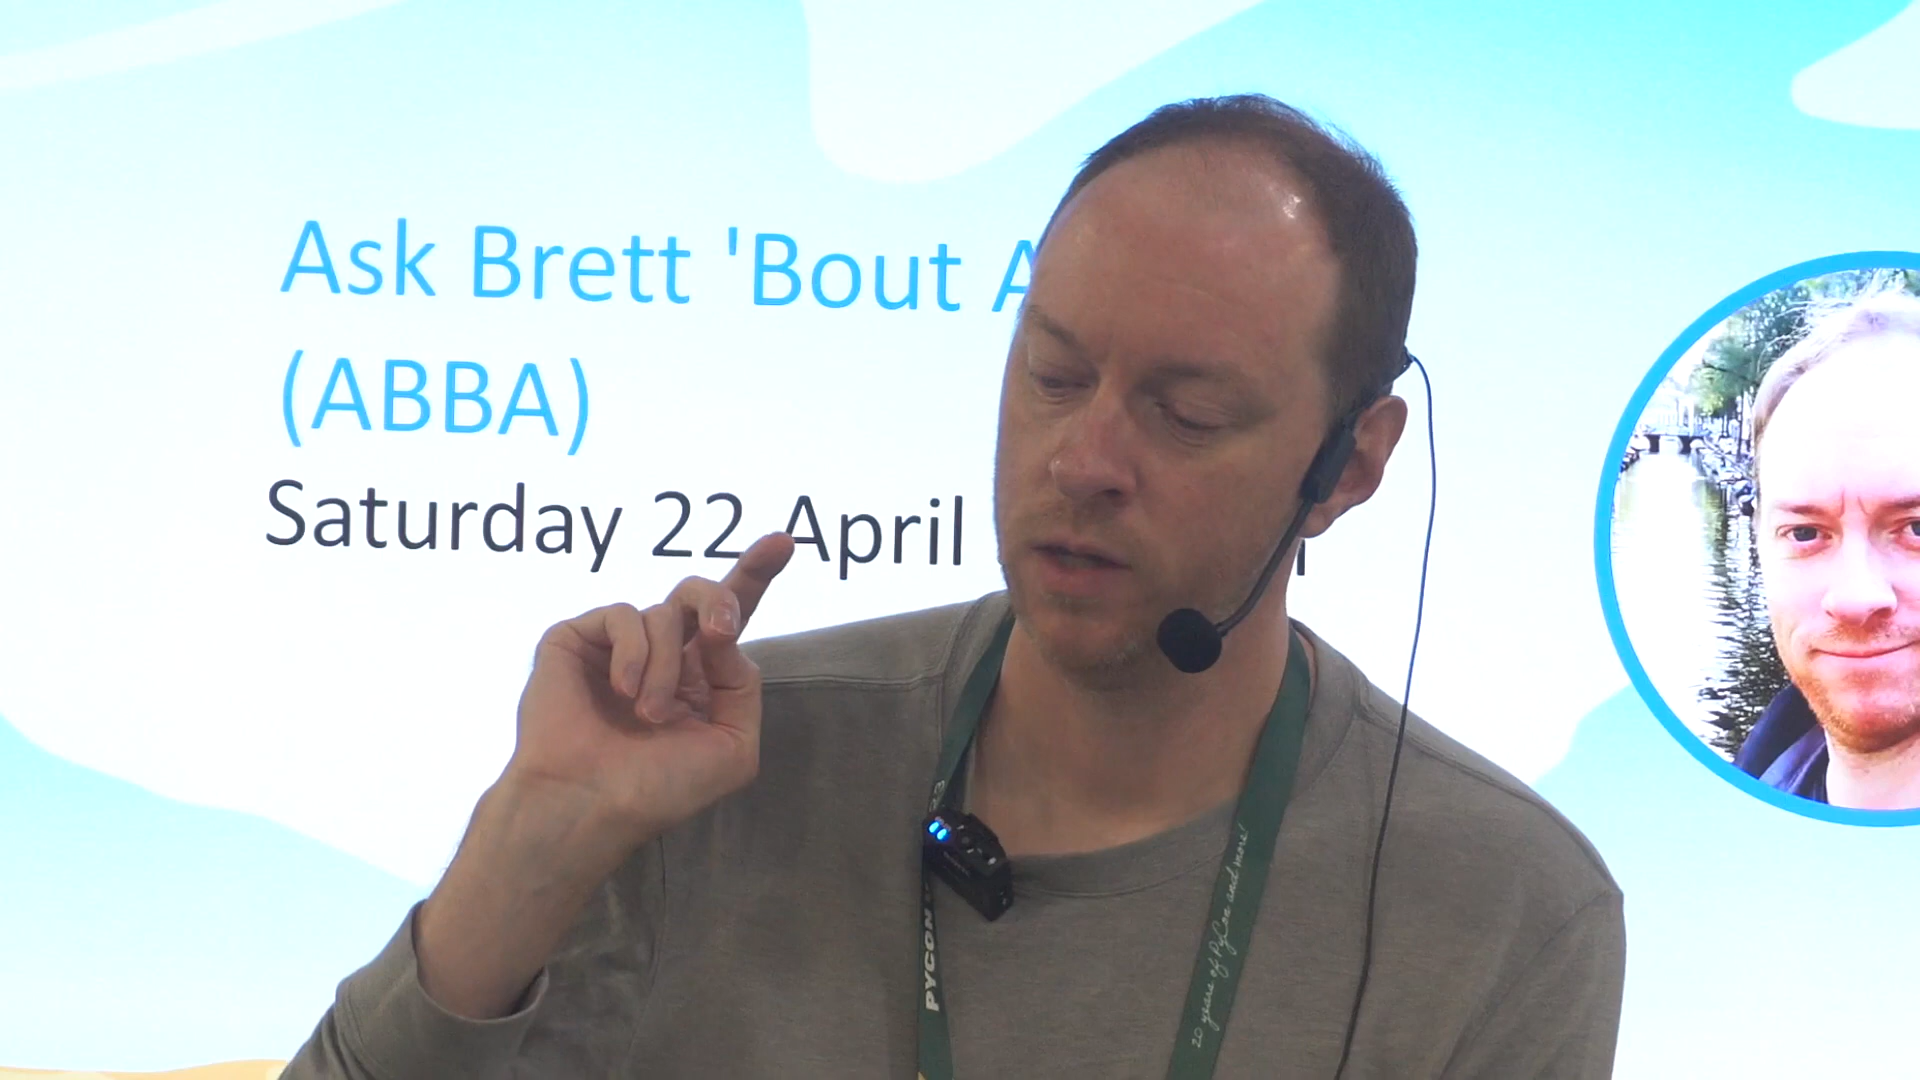 Ask Brett 'Bout A
(ABBA)
Saturday 22 April
PYCON
20 years of PyCon and more!